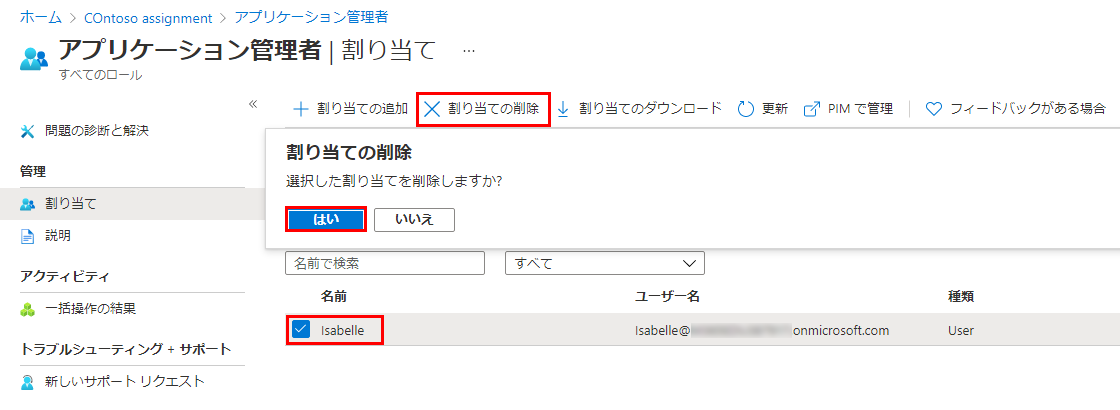 ホーム > COntoso assignment > アプリケーション管理者
アプリケーション管理者 | 割り当て ...
すべてのロール
«
割り当ての追加 割り当ての削除 割り当てのダウンロード 更新 PIM で管理 フィードバックがある場合
問題の診断と解決
管理
割り当て
説明
アクティビティ
一括操作の結果
トラブルシューティング + サポート
新しいサポート リクエスト
割り当ての削除
選択した割り当てを削除しますか?
はい いいえ
名前で検索 すべて
名前 ユーザー名 種類
Isabelle Isabelle@ onmicrosoft.com User